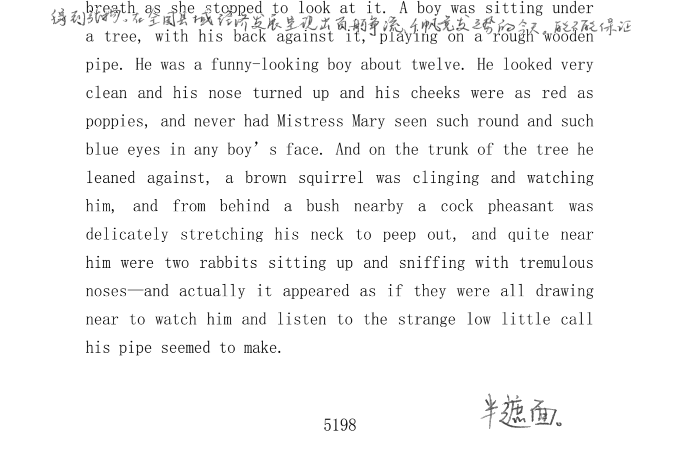 breath as she stopped to look at it. A boy was sitting under
得到张扬，在全国县域经济发展呈现出百舸争流、千帆竞发之势的今天，能否保证
a tree, with his back against it, playing on a rough wooden
pipe. He was a funny-looking boy about twelve. He looked very
clean and his nose turned up and his cheeks were as red as
poppies, and never had Mistress Mary seen such round and such
blue eyes in any boy’s face. And on the trunk of the tree he
leaned against, a brown squirrel was clinging and watching
him, and from behind a bush nearby a cock pheasant was
delicately stretching his neck to peep out, and quite near
him were two rabbits sitting up and sniffing with tremulous
noses—and actually it appeared as if they were all drawing
near to watch him and listen to the strange low little call
his pipe seemed to make.
半遮面。
5198